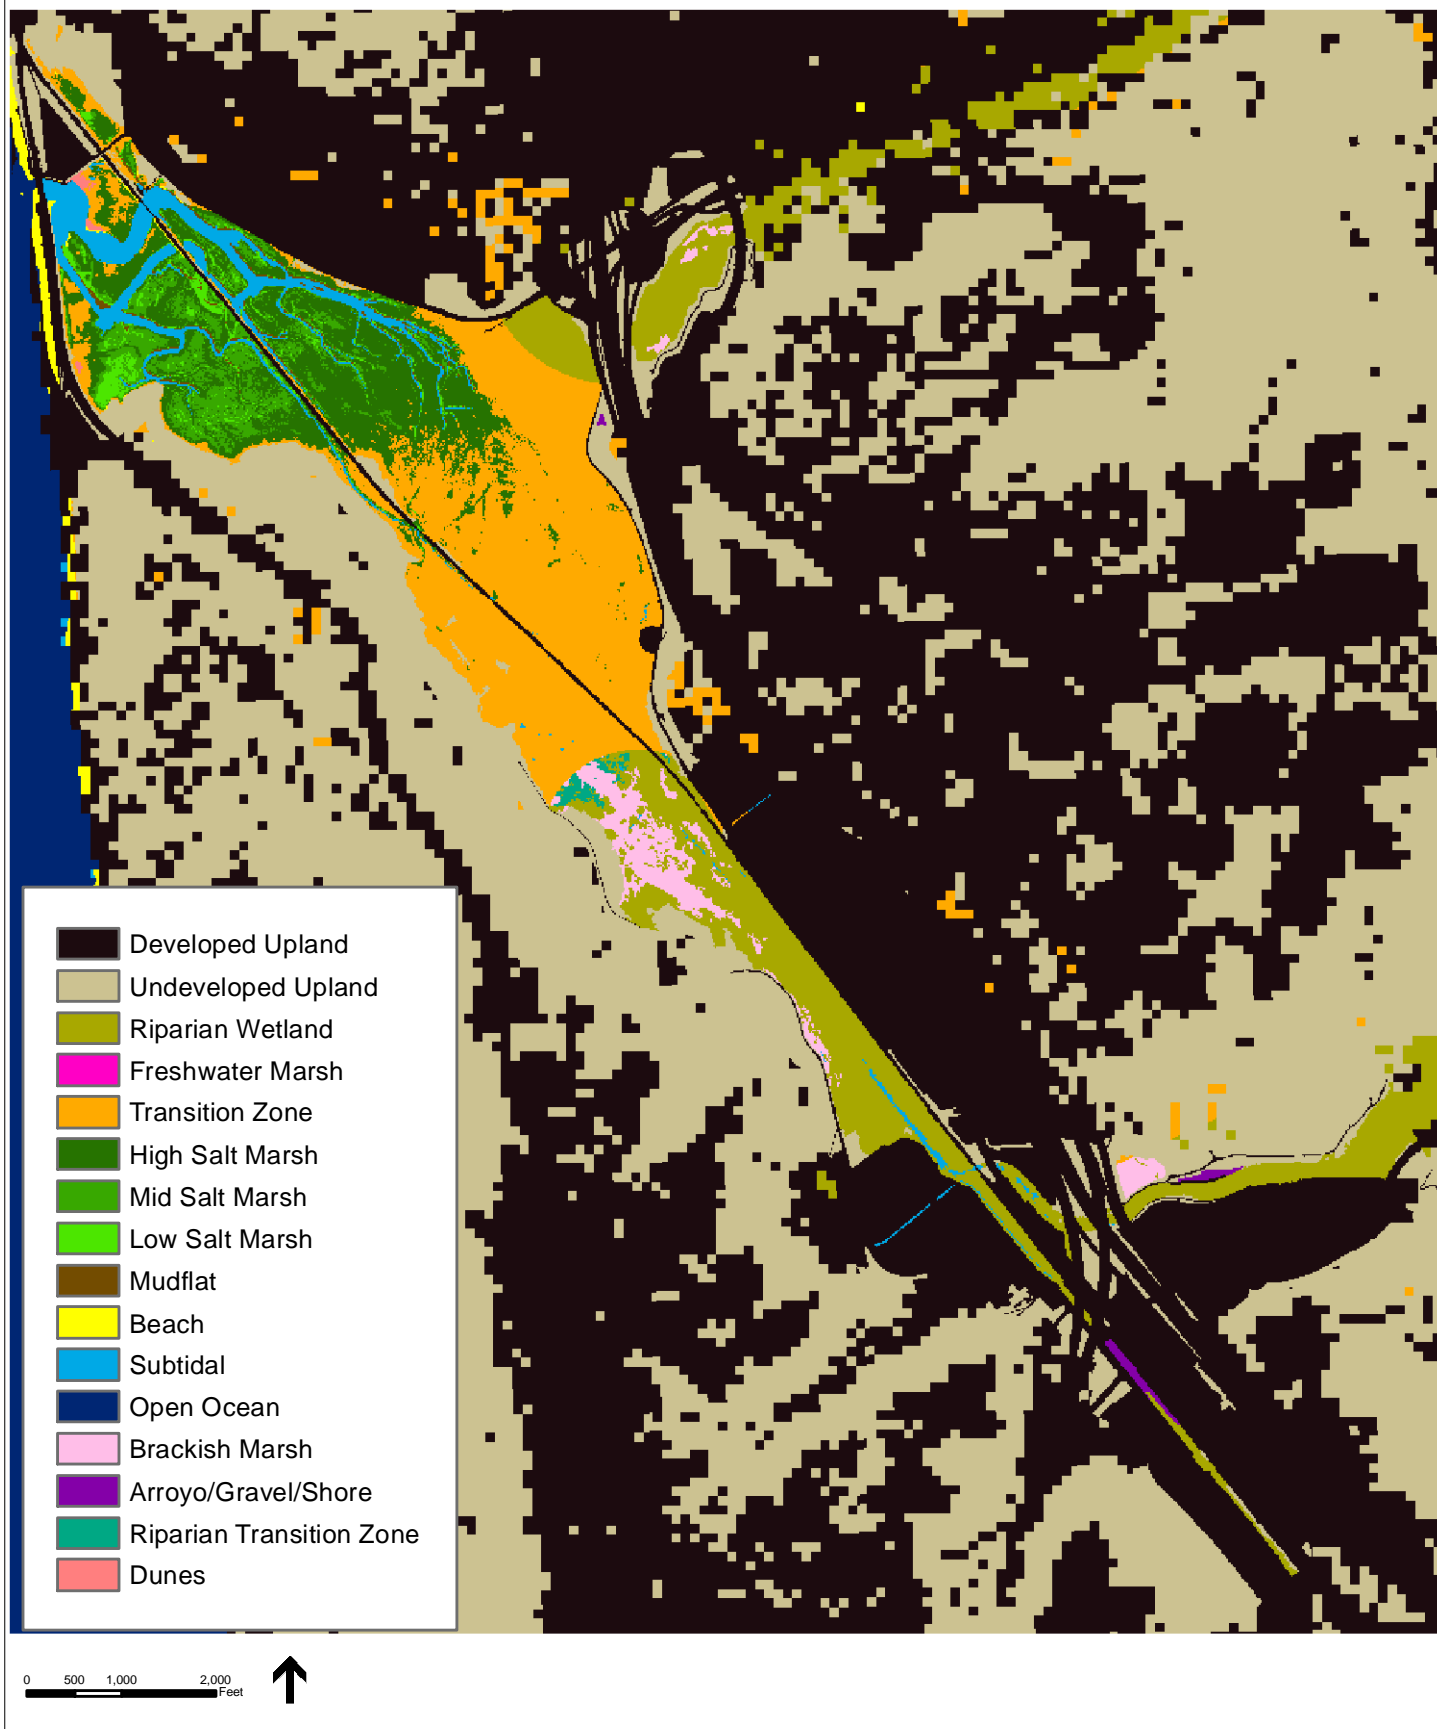 Developed Upland
Undeveloped Upland
Riparian Wetland
Freshwater Marsh
Transition Zone
High Salt Marsh
Mid Salt Marsh
Low Salt Marsh
Mudflat
Beach
Subtidal
Open Ocean
Brackish Marsh
Arroyo/Gravel/Shore
Riparian Transition Zone
Dunes
0 500 1,000 2,000
Feet